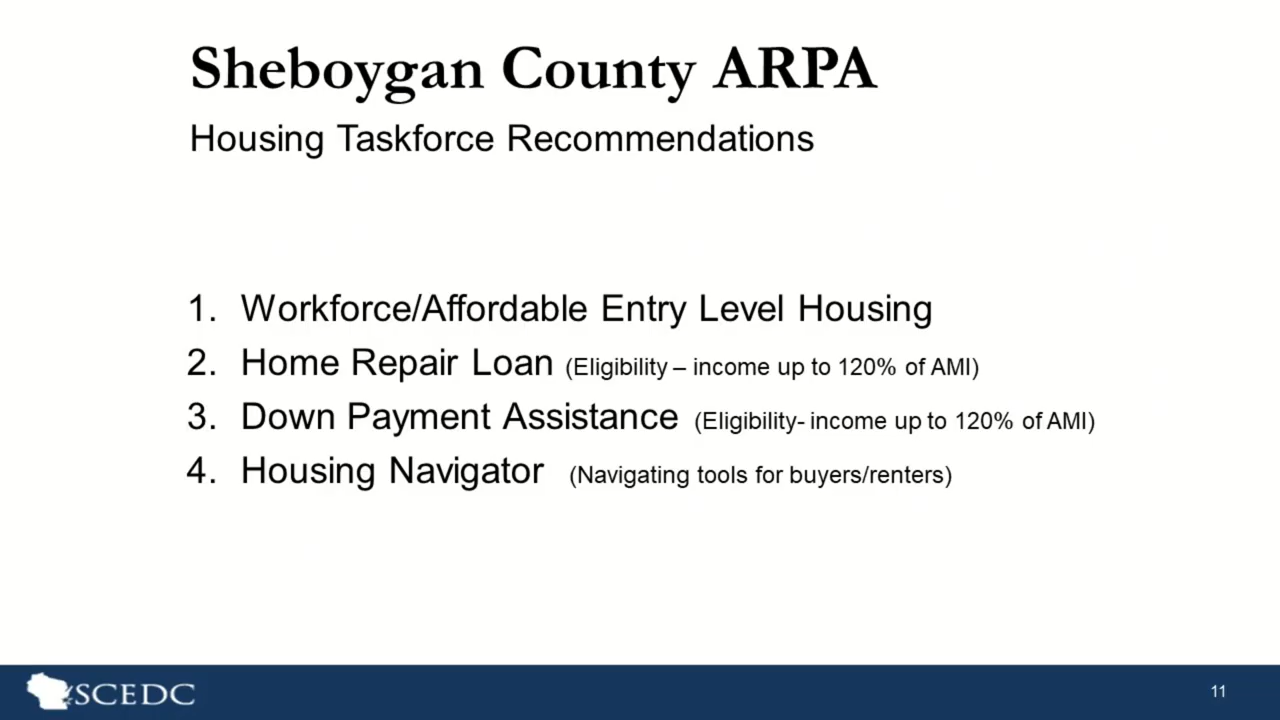 Sheboygan County ARPA
Housing Taskforce Recommendations
1. Workforce/Affordable Entry Level Housing
2. Home Repair Loan (Eligibility – income up to 120% of AMI)
3. Down Payment Assistance (Eligibility- income up to 120% of AMI)
4. Housing Navigator (Navigating tools for buyers/renters)
SCEDC
11